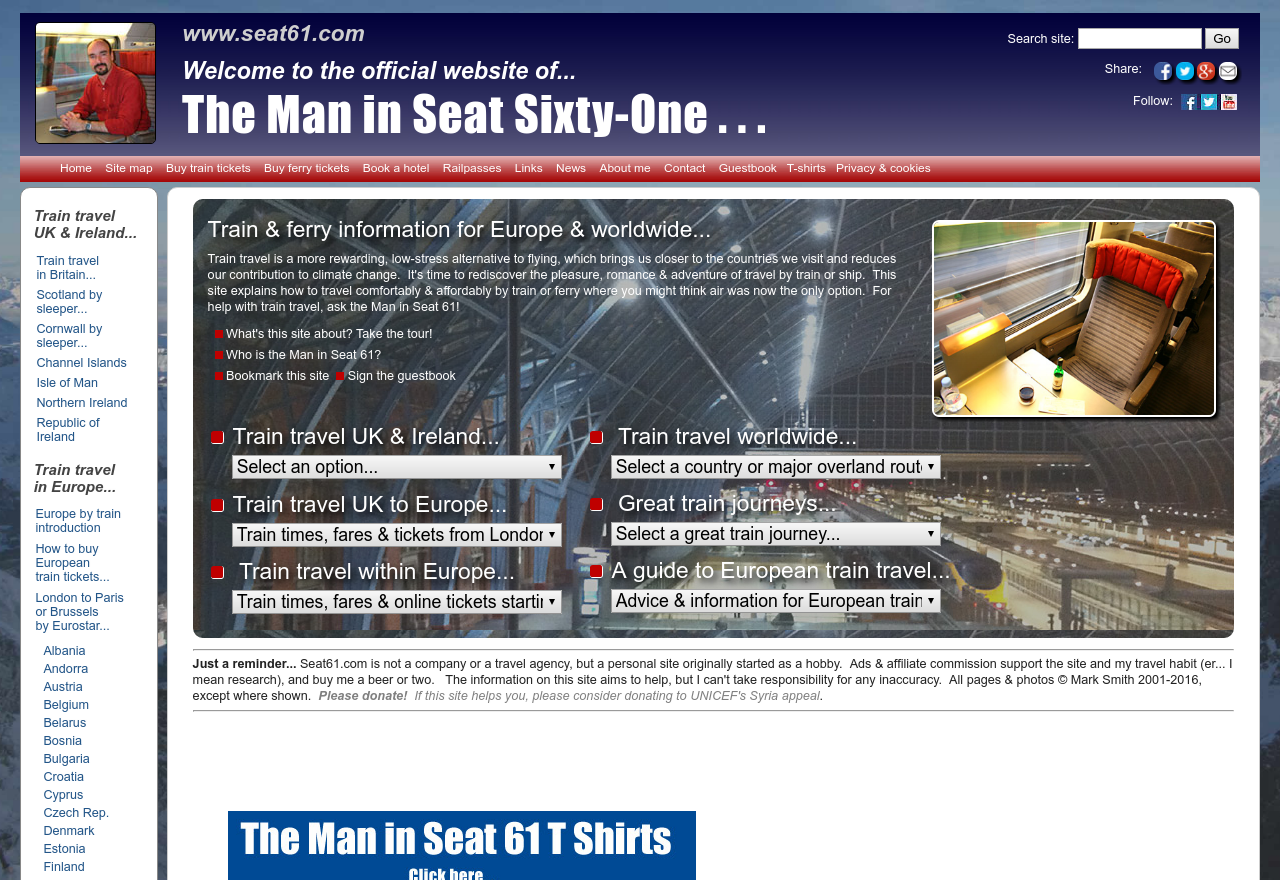 www.seat61.com
Welcome to the official website of...
The Man in Seat Sixty-One . . .
Search site:
Go
Share:
Follow:
Home Site map Buy train tickets Buy ferry tickets Book a hotel Railpasses Links News About me Contact Guestbook T-shirts Privacy & cookies
Train travel
UK & Ireland...
Train travel
in Britain...
Scotland by
sleeper...
Cornwall by
sleeper...
Channel Islands
Isle of Man
Northern Ireland
Republic of
Ireland
Train travel
in Europe...
Europe by train
introduction
How to buy
European
train tickets...
London to Paris
or Brussels
by Eurostar...
Albania
Andorra
Austria
Belgium
Belarus
Bosnia
Bulgaria
Croatia
Cyprus
Czech Rep.
Denmark
Estonia
Finland
Train & ferry information for Europe & worldwide...
Train travel is a more rewarding, low-stress alternative to flying, which brings us closer to the countries we visit and reduces
our contribution to climate change. It's time to rediscover the pleasure, romance & adventure of travel by train or ship. This
site explains how to travel comfortably & affordably by train or ferry where you might think air was now the only option. For
help with train travel, ask the Man in Seat 61!
What's this site about? Take the tour!
Who is the Man in Seat 61?
Bookmark this site Sign the guestbook
Train travel UK & Ireland...
Select an option...
Train travel UK to Europe...
Train times, fares & tickets from London
Train travel within Europe...
Train times, fares & online tickets starti
Train travel worldwide...
Select a country or major overland route
Great train journeys...
Select a great train journey...
A guide to European train travel...
Advice & information for European train
Just a reminder... Seat61.com is not a company or a travel agency, but a personal site originally started as a hobby. Ads & affiliate commission support the site and my travel habit (er... I
mean research), and buy me a beer or two. The information on this site aims to help, but I can't take responsibility for any inaccuracy. All pages & photos © Mark Smith 2001-2016,
except where shown. Please donate! If this site helps you, please consider donating to UNICEF's Syria appeal.
The Man in Seat 61 T Shirts
Click here